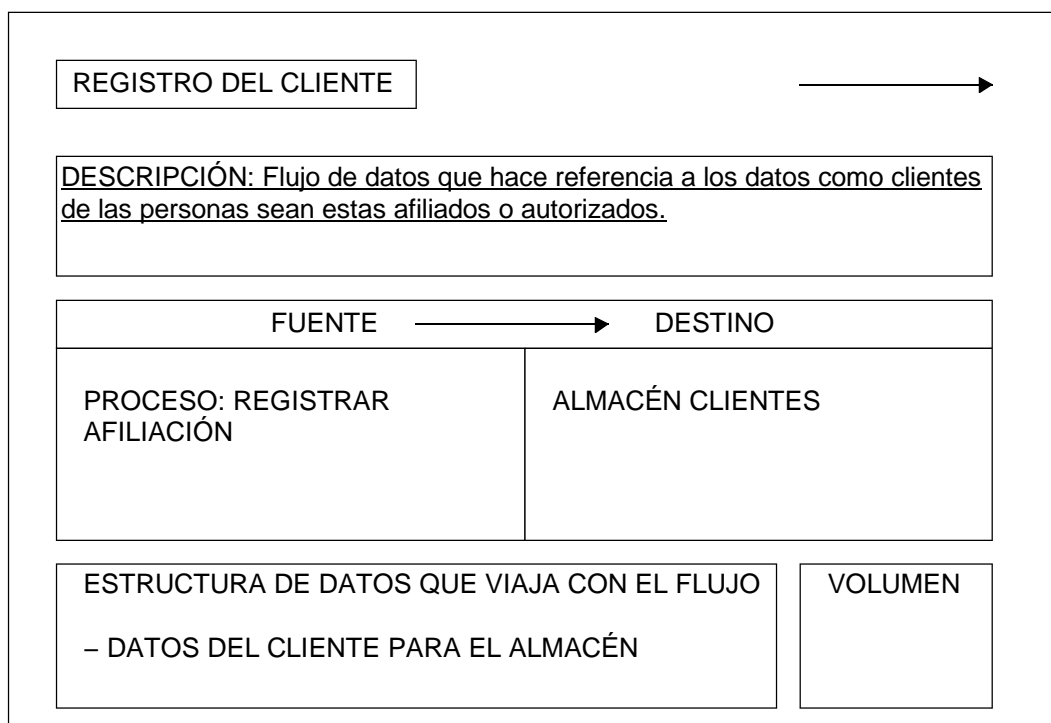 REGISTRO DEL CLIENTE
DESCRIPCIÓN: Flujo de datos que hace referencia a los datos como clientes
de las personas sean estas afiliados o autorizados.
FUENTE DESTINO
PROCESO: REGISTRAR
AFILIACIÓN
ALMACÉN CLIENTES
ESTRUCTURA DE DATOS QUE VIAJA CON EL FLUJO
– DATOS DEL CLIENTE PARA EL ALMACÉN
VOLUMEN